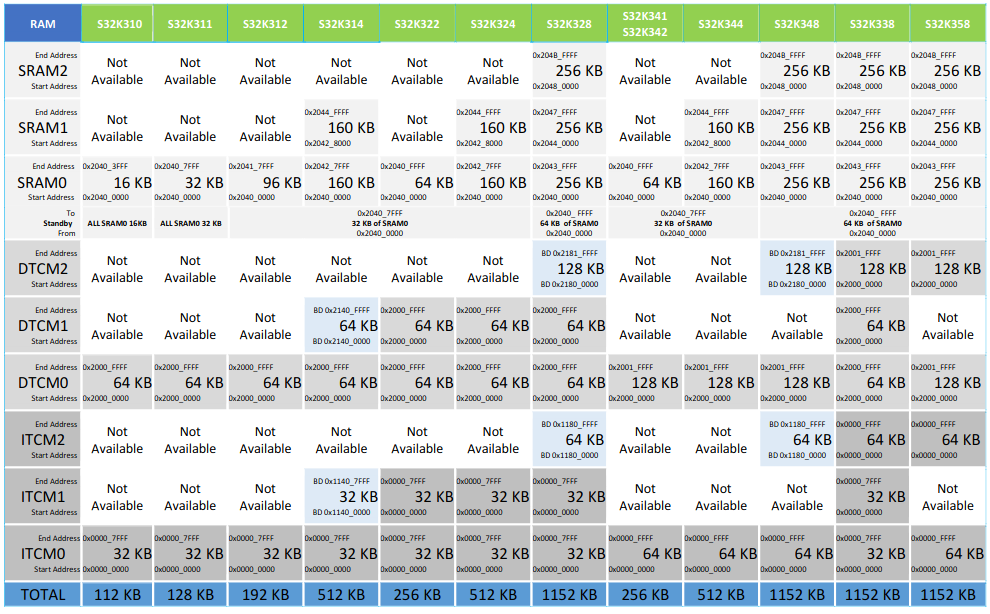 RAM S32K310 S32K311 S32K312 S32K314 S32K322 S32K324 S32K328 S32K341 S32K342 S32K344 S32K348 S32K338 S32K358
End Address 0x204B_FFFF 0x204B_FFFF 0x204B_FFFF 0x204B_FFFF
Not Not Not Not Not Not Not Not
SRAM2 256 KB 256 KB 256 KB 256 KB
Available Available Available Available Available Available Available Available
Start Address 0x2048_0000 0x2048_0000 0x2048_0000 0x2048_0000
End Address 0x2044_FFFF 0x2044_FFFF 0x2047_FFFF 0x2044_FFFF 0x2047_FFFF 0x2047_FFFF 0x2047_FFFF
Not Not Not Not Not
SRAM1 160 KB 160 KB 256 KB 160 KB 256 KB 256 KB 256 KB
Available Available Available Available Available
Start Address 0x2042_8000 0x2042_8000 0x2044_0000 0x2042_8000 0x2044_0000 0x2044_0000 0x2044_0000
End Address 0x2040_3FFF 0x2040_7FFF 0x2041_7FFF 0x2042_7FFF 0x2040_FFFF 0x2042_7FFF 0x2043_FFFF 0x2040_FFFF 0x2042_7FFF 0x2043_FFFF 0x2043_FFFF 0x2043_FFFF
SRAM0 16 KB 32 KB 96 KB 160 KB 64 KB 160 KB 256 KB 64 KB 160 KB 256 KB 256 KB 256 KB
Start Address 0x2040_0000 0x2040_0000 0x2040_0000 0x2040_0000 0x2040_0000 0x2040_0000 0x2040_0000 0x2040_0000 0x2040_0000 0x2040_0000 0x2040_0000 0x2040_0000
To 0x2040_7FFF 0x2040_ FFFF 0x2040_7FFF 0x2040_ FFFF
Standby ALL SRAM0 16KB ALL SRAM0 32 KB 32 KB of SRAM0 64 KB of SRAM0 32 KB of SRAM0 64 KB of SRAM0
From 0x2040_0000 0x2040_0000 0x2040_0000 0x2040_0000
End Address BD 0x2181_FFFF BD 0x2181_FFFF 0x2001_FFFF 0x2001_FFFF
Not Not Not Not Not Not Not Not
DTCM2 128 KB 128 KB 128 KB 128 KB
Available Available Available Available Available Available Available Available
Start Address BD 0x2180_0000 BD 0x2180_0000 0x2000_0000 0x2000_0000
End Address BD 0x2140_FFFF 0x2000_FFFF 0x2000_FFFF 0x2000_FFFF 0x2000_FFFF
Not Not Not Not Not Not Not
DTCM1 64 KB 64 KB 64 KB 64 KB 64 KB
Available Available Available Available Available Available Available
Start Address BD 0x2140_0000 0x2000_0000 0x2000_0000 0x2000_0000 0x2000_0000
End Address 0x2000_FFFF 0x2000_FFFF 0x2000_FFFF 0x2000_FFFF 0x2000_FFFF 0x2000_FFFF 0x2000_FFFF 0x2001_FFFF 0x2001_FFFF 0x2001_FFFF 0x2000_FFFF 0x2001_FFFF
DTCM0 64 KB 64 KB 64 KB 64 KB 64 KB 64 KB 64 KB 128 KB 128 KB 128 KB 64 KB 128 KB
Start Address 0x2000_0000 0x2000_0000 0x2000_0000 0x2000_0000 0x2000_0000 0x2000_0000 0x2000_0000 0x2000_0000 0x2000_0000 0x2000_0000 0x2000_0000 0x2000_0000
End Address BD 0x1180_FFFF BD 0x1180_FFFF 0x0000_FFFF 0x0000_FFFF
Not Not Not Not Not Not Not Not
ITCM2 64 KB 64 KB 64 KB 64 KB
Available Available Available Available Available Available Available Available
Start Address BD 0x1180_0000 BD 0x1180_0000 0x0000_0000 0x0000_0000
End Address BD 0x1140_7FFF 0x0000_7FFF 0x0000_7FFF 0x0000_7FFF 0x0000_7FFF
Not Not Not Not Not Not Not
ITCM1 32 KB 32 KB 32 KB 32 KB 32 KB
Available Available Available Available Available Available Available
Start Address BD 0x1140_0000 0x0000_0000 0x0000_0000 0x0000_0000 0x0000_0000
End Address 0x0000_7FFF 0x0000_7FFF 0x0000_7FFF 0x0000_7FFF 0x0000_7FFF 0x0000_7FFF 0x0000_7FFF 0x0000_FFFF 0x0000_FFFF 0x0000_FFFF 0x0000_7FFF 0x0000_FFFF
ITCM0 32 KB 32 KB 32 KB 32 KB 32 KB 32 KB 32 KB 64 KB 64 KB 64 KB 32 KB 64 KB
Start Address 0x0000_0000 0x0000_0000 0x0000_0000 0x0000_0000 0x0000_0000 0x0000_0000 0x0000_0000 0x0000_0000 0x0000_0000 0x0000_0000 0x0000_0000 0x0000_0000
TOTAL 112 KB 128 KB 192 KB 512 KB 256 KB 512 KB 1152 KB 256 KB 512 KB 1152 KB 1152 KB 1152 KB